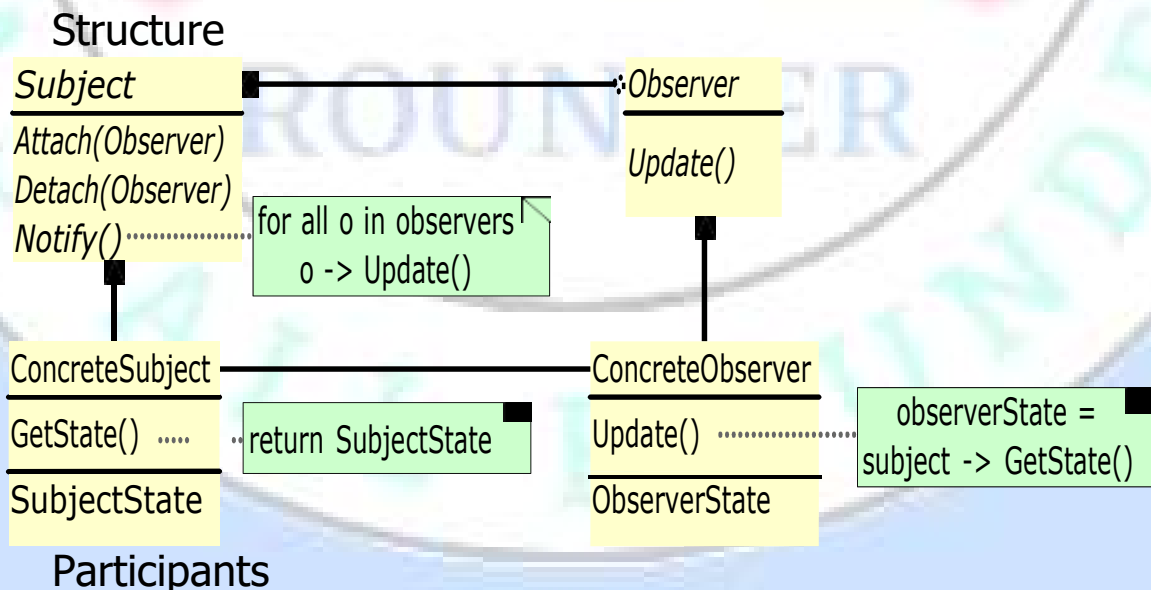 Structure
Subject
Observer
Attach(Observer)
Detach(Observer)
Notify()
Update()
for all o in observers
o -> Update()
ConcreteSubject
ConcreteObserver
GetState()
return SubjectState
Update()
observerState =
subject -> GetState()
SubjectState
ObserverState
Participants